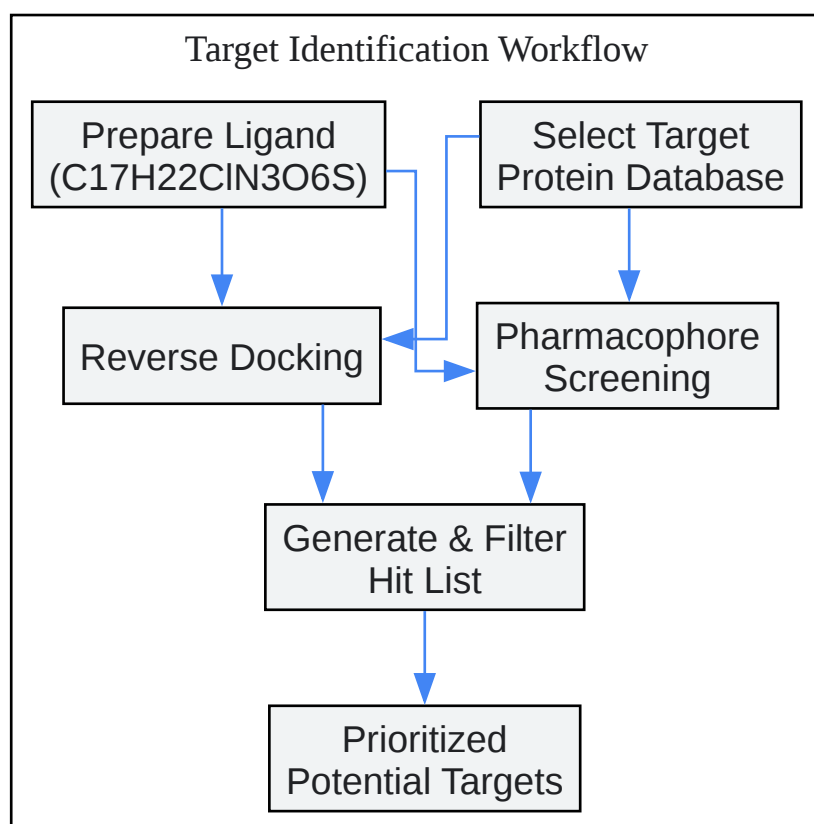 Target Identification Workflow
Prepare Ligand
(C17H22ClN3O6S)
Select Target
Protein Database
Reverse Docking
Pharmacophore
Screening
Generate & Filter
Hit List
Prioritized
Potential Targets